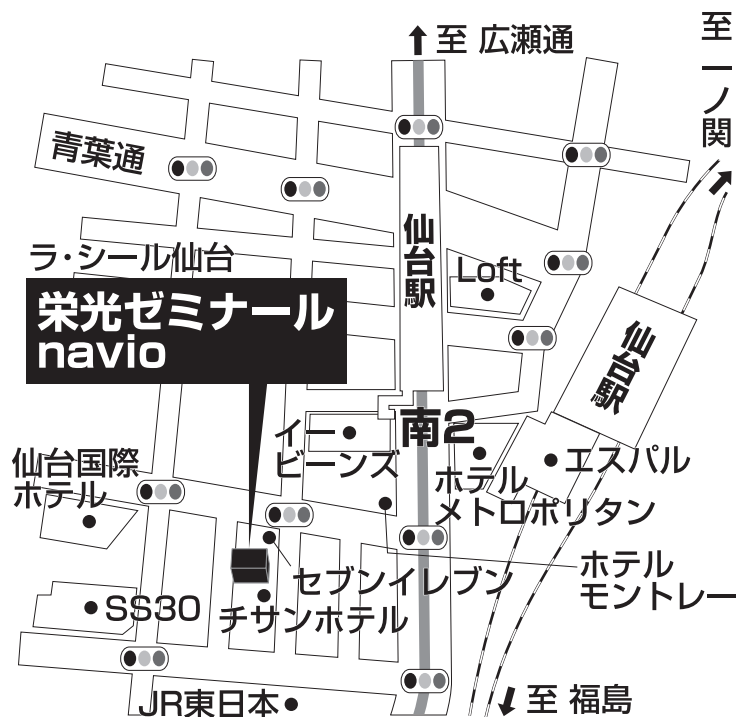 至 広瀬通
至 一ノ関
青葉通
仙台駅
ラ・シール仙台
Loft
栄光ゼミナール
navio
仙台駅
南2
イー
ビーンズ
仙台国際
ホテル
ホテル
メトロポリタン
エスパル
ホテル
モントレー
セブンイレブン
チサンホテル
SS30
JR東日本
至 福島